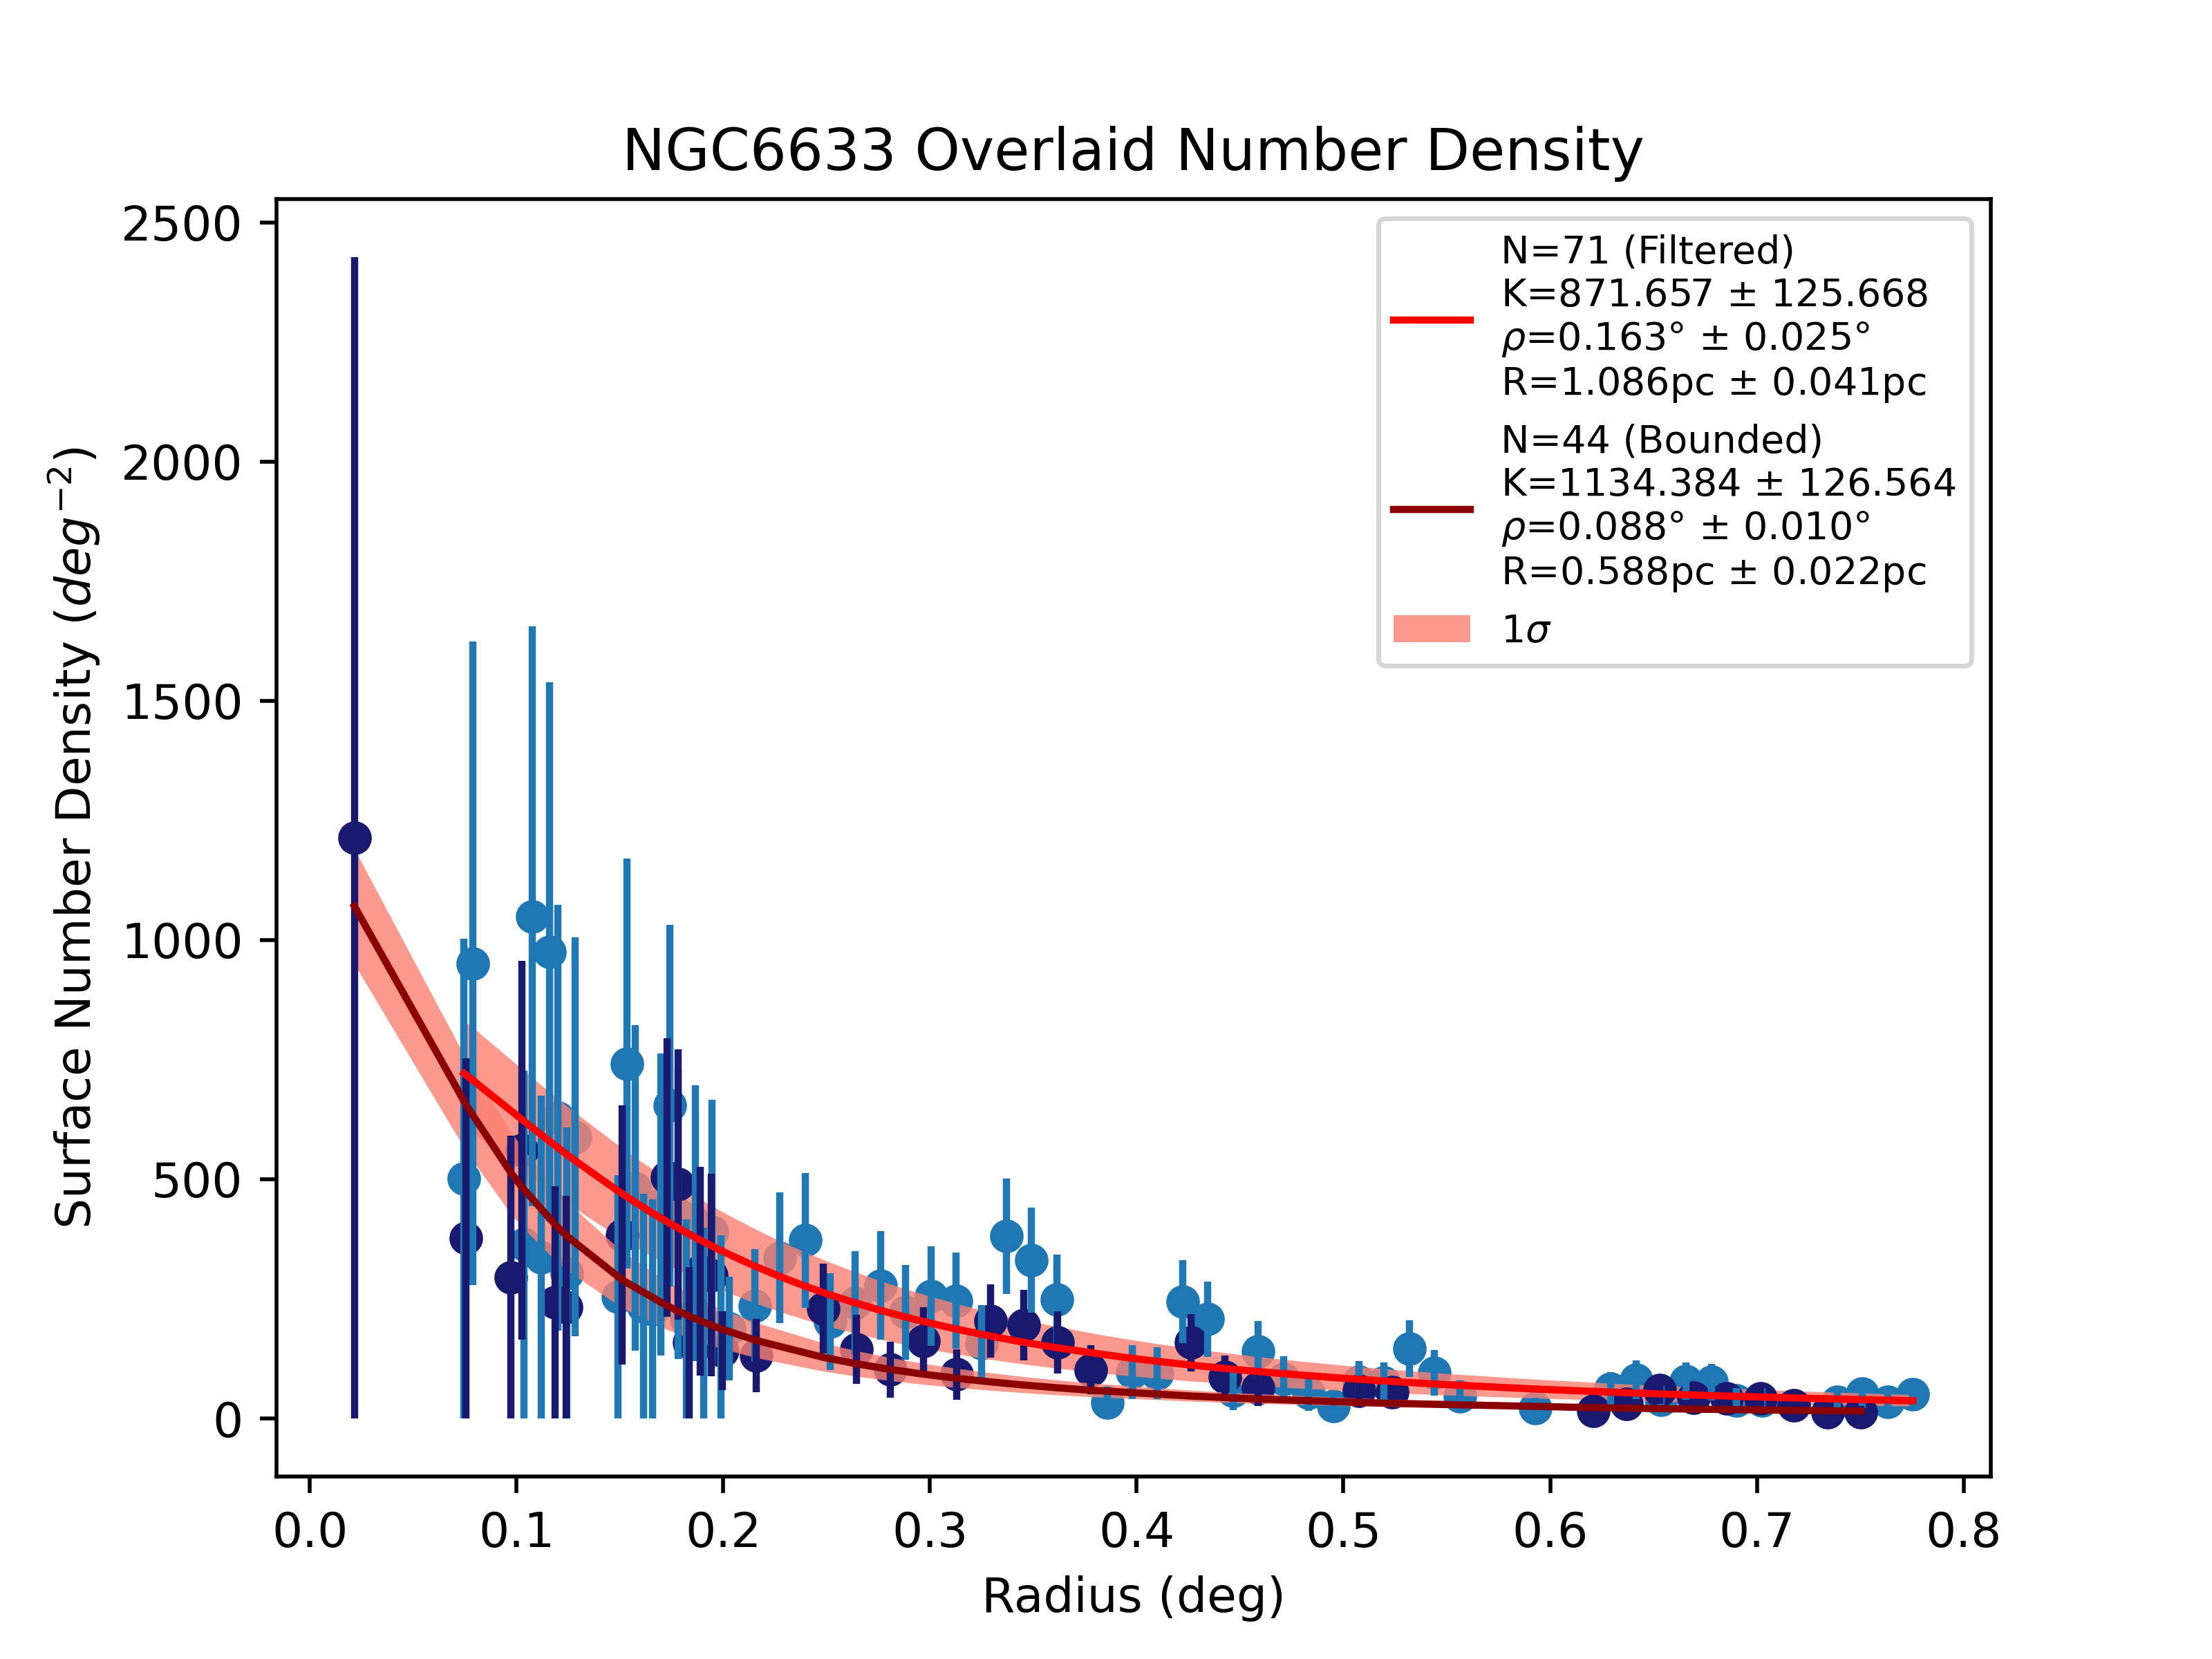 NGC6633 Overlaid Number Density
2500
2000
1500
1000
500
0
Surface Number Density (deg⁻²)
N=71 (Filtered)
K=871.657 ± 125.668
ρ=0.163° ± 0.025°
R=1.086pc ± 0.041pc
N=44 (Bounded)
K=1134.384 ± 126.564
ρ=0.088° ± 0.010°
R=0.588pc ± 0.022pc
1σ
0.0 0.1 0.2 0.3 0.4 0.5 0.6 0.7 0.8
Radius (deg)